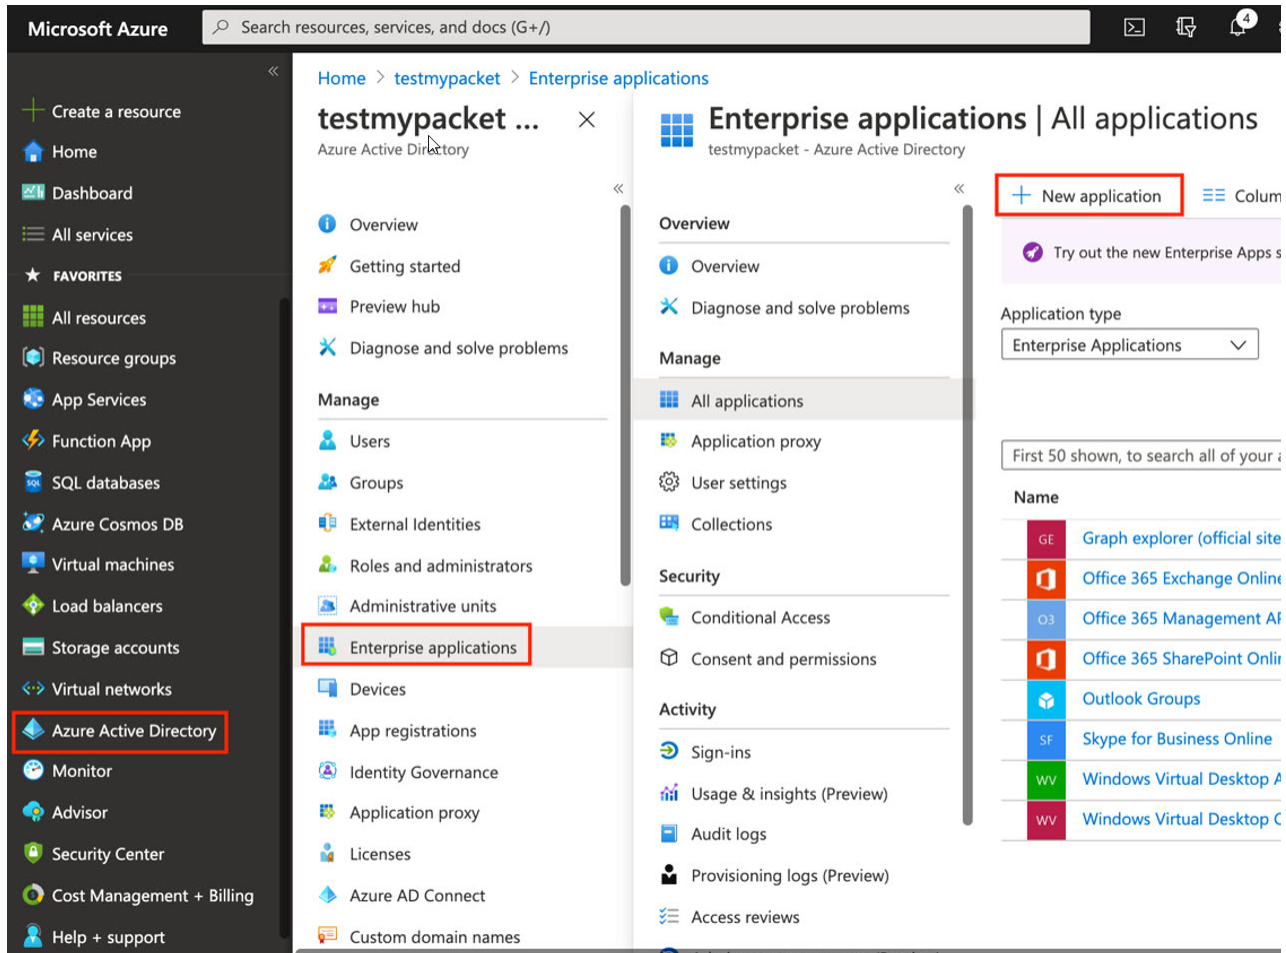 Microsoft Azure
Search resources, services, and docs (G+/)
4
Create a resource
Home
Dashboard
All services
FAVORITES
All resources
Resource groups
App Services
Function App
SQL databases
Azure Cosmos DB
Virtual machines
Load balancers
Storage accounts
Virtual networks
Azure Active Directory
Monitor
Advisor
Security Center
Cost Management + Billing
Help + support
Home > testmypacket > Enterprise applications
testmypacket ...
Azure Active Directory
Overview
Getting started
Preview hub
Diagnose and solve problems
Manage
Users
Groups
External Identities
Roles and administrators
Administrative units
Enterprise applications
Devices
App registrations
Identity Governance
Application proxy
Licenses
Azure AD Connect
Custom domain names
Enterprise applications | All applications
testmypacket - Azure Active Directory
Overview
Overview
Diagnose and solve problems
Manage
All applications
Application proxy
User settings
Collections
Security
Conditional Access
Consent and permissions
Activity
Sign-ins
Usage & insights (Preview)
Audit logs
Provisioning logs (Preview)
Access reviews
New application
Colum
Try out the new Enterprise Apps s
Application type
Enterprise Applications
First 50 shown, to search all of your a
Name
GE Graph explorer (official site
Office 365 Exchange Online
O3 Office 365 Management AP
Office 365 SharePoint Onlin
Outlook Groups
SF Skype for Business Online
WV Windows Virtual Desktop A
WV Windows Virtual Desktop C